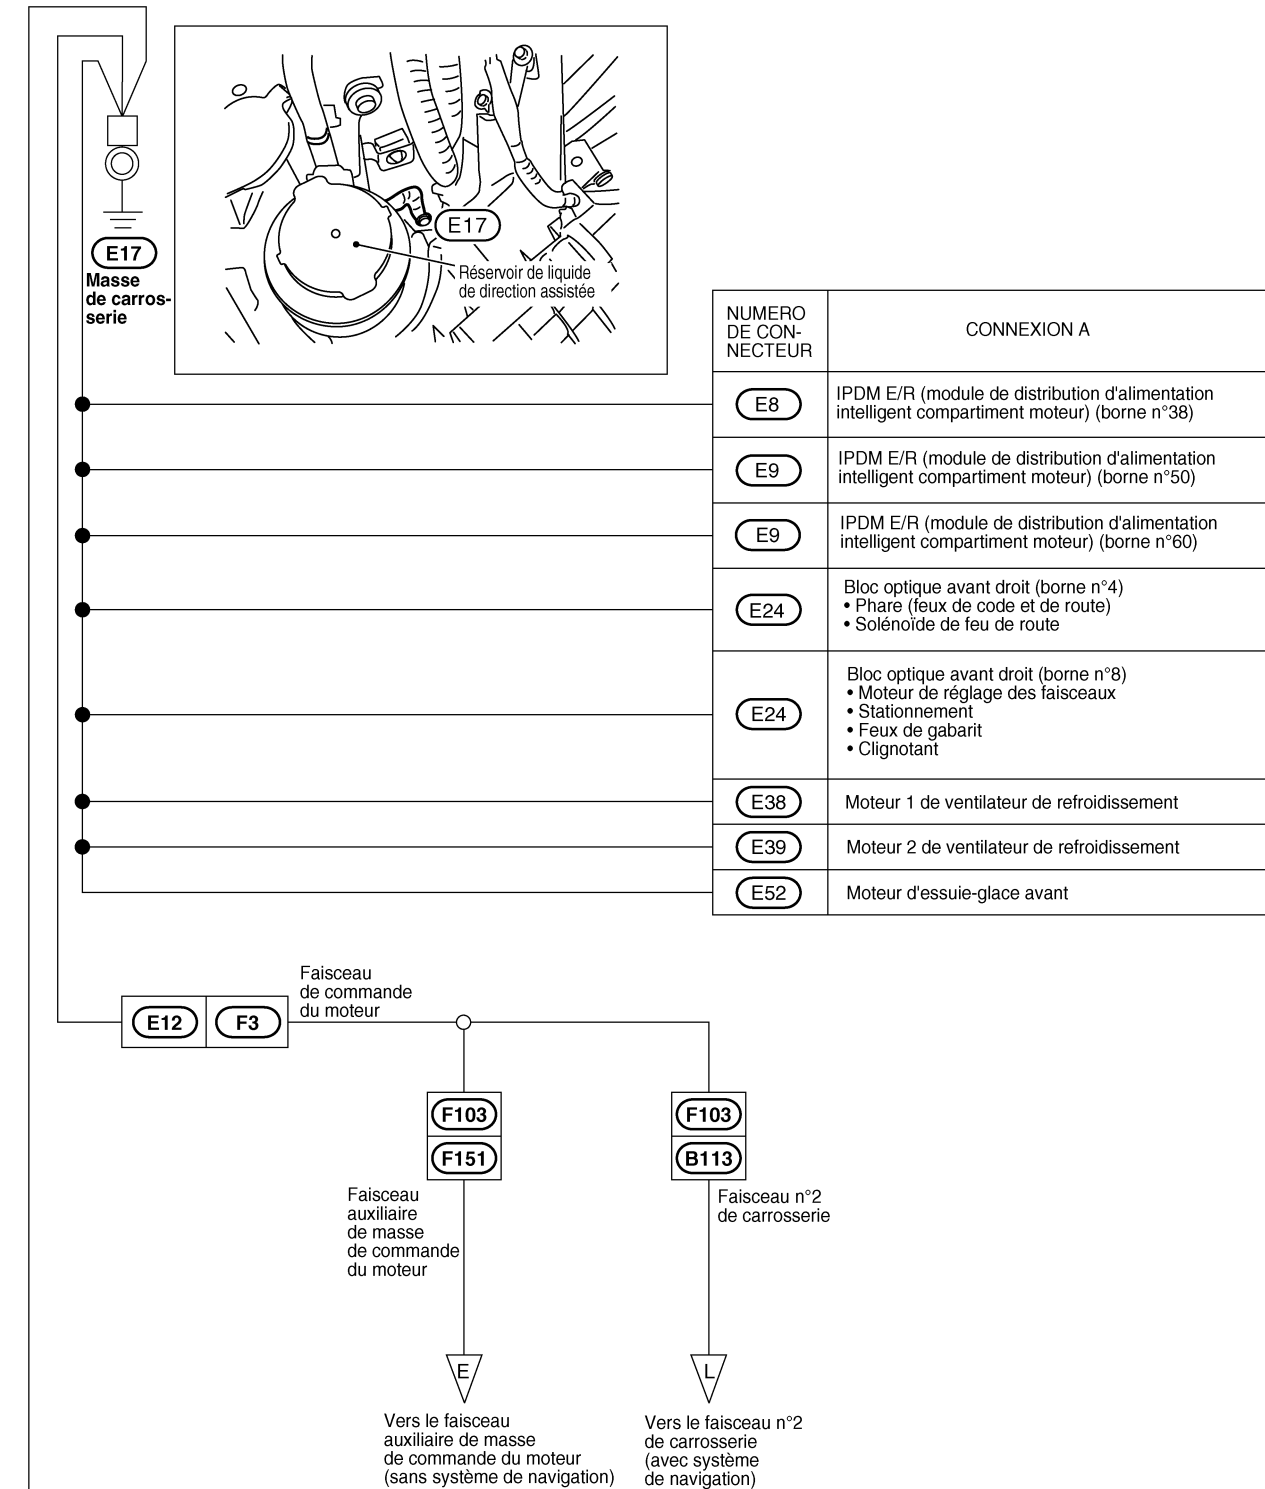 E17
Masse
de carros-
serie
E17
Réservoir de liquide
de direction assistée
NUMERO
DE CON-
NECTEUR
CONNEXION A
E8
IPDM E/R (module de distribution d'alimentation
intelligent compartiment moteur) (borne n°38)
E9
IPDM E/R (module de distribution d'alimentation
intelligent compartiment moteur) (borne n°50)
E9
IPDM E/R (module de distribution d'alimentation
intelligent compartiment moteur) (borne n°60)
E24
Bloc optique avant droit (borne n°4)
• Phare (feux de code et de route)
• Solénoïde de feu de route
E24
Bloc optique avant droit (borne n°8)
• Moteur de réglage des faisceaux
• Stationnement
• Feux de gabarit
• Clignotant
E38
Moteur 1 de ventilateur de refroidissement
E39
Moteur 2 de ventilateur de refroidissement
E52
Moteur d'essuie-glace avant
Faisceau
de commande
du moteur
E12
F3
F103
F151
F103
B113
Faisceau
auxiliaire
de masse
de commande
du moteur
Faisceau n°2
de carrosserie
E
L
Vers le faisceau
auxiliaire de masse
de commande du moteur
(sans système de navigation)
Vers le faisceau n°2
de carrosserie
(avec système
de navigation)